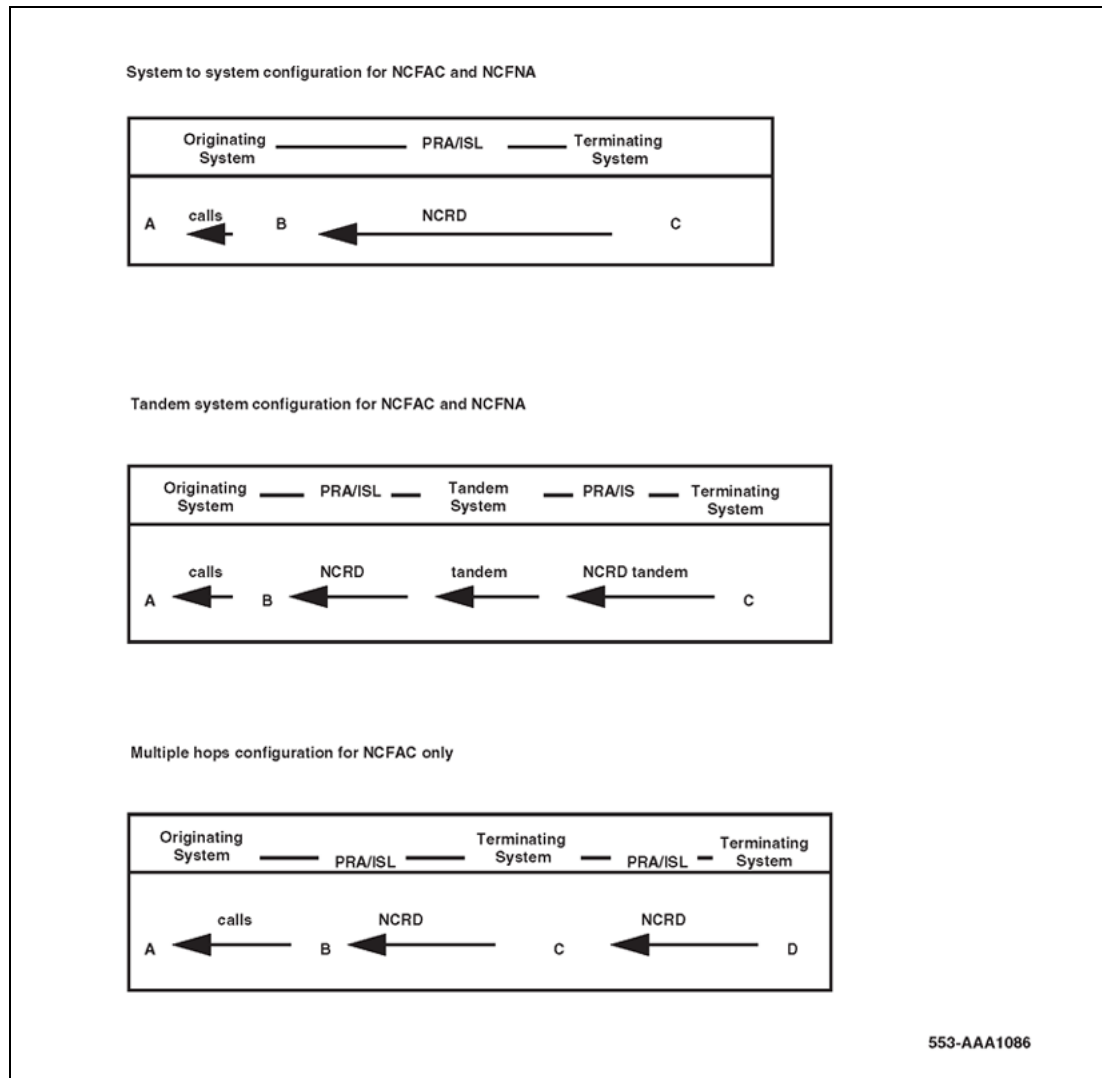 System to system configuration for NCFAC and NCFNA
Originating System PRA/ISL Terminating System
A calls B NCRD C
Tandem system configuration for NCFAC and NCFNA
Originating System PRA/ISL Tandem System PRA/IS Terminating System
A calls B NCRD tandem NCRD tandem C
Multiple hops configuration for NCFAC only
Originating System PRA/ISL Terminating System PRA/ISL Terminating System
A calls B NCRD C NCRD D
553-AAA1086